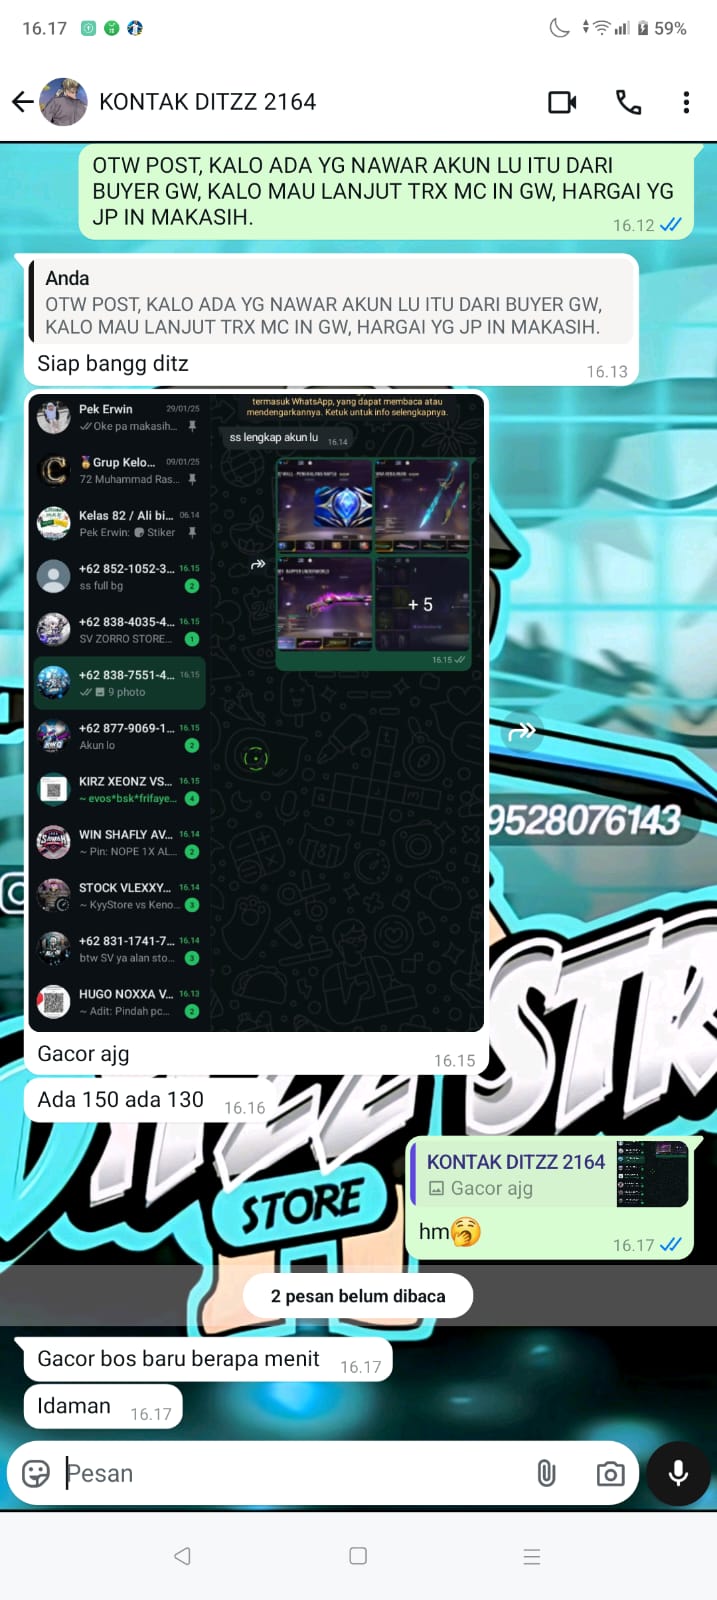 16.17
59%
KONTAK DITZZ 2164
OTW POST, KALO ADA YG NAWAR AKUN LU ITU DARI
BUYER GW, KALO MAU LANJUT TRX MC IN GW, HARGAI YG
JP IN MAKASIH.
16.12
Anda
OTW POST, KALO ADA YG NAWAR AKUN LU ITU DARI BUYER GW,
KALO MAU LANJUT TRX MC IN GW, HARGAI YG JP IN MAKASIH.
Siap bangg ditz
16.13
termasuk WhatsApp, yang dapat membaca atau
mendengarkannya. Ketuk untuk info selengkapnya.
ss lengkap akun lu 16.14
+ 5
16.15
Pek Erwin 29/01/25
Oke pa makasih...
🏅Grup Kelo... 09/01/25
72 Muhammad Ras...
Kelas 82 / Ali bi... 06.14
Pek Erwin: Stiker
+62 852-1052-3... 16.15
ss full bg 2
+62 838-4035-4... 16.15
SV ZORRO STORE... 1
+62 838-7551-4... 16.15
9 photo
+62 877-9069-1... 16.15
Akun lo 2
KIRZ XEONZ VS... 16.15
~ evos*bsk*frifaye... 4
WIN SHAFLY AV... 16.14
~ Pin: NOPE 1X AL... 2
STOCK VLEXXY... 16.14
~ KyyStore vs Keno... 3
+62 831-1741-7... 16.14
btw SV ya alan sto... 3
HUGO NOXXA V... 16.13
~ Adit: Pindah pc... 2
Gacor ajg
16.15
9528076143
Ada 150 ada 130 16.16
STORE
KONTAK DITZZ 2164
Gacor ajg
hm🥱
16.17
2 pesan belum dibaca
Gacor bos baru berapa menit 16.17
Idaman 16.17
Pesan